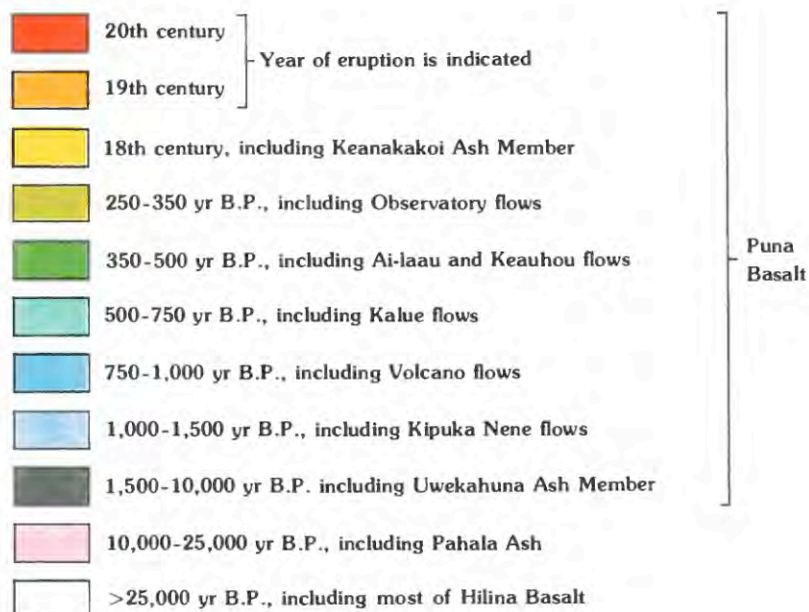 20th century
Year of eruption is indicated
19th century
18th century, including Keanakakoi Ash Member
250-350 yr B.P., including Observatory flows
350-500 yr B.P., including Ai-laau and Keauhou flows
Puna
Basalt
500-750 yr B.P., including Kalue flows
750-1,000 yr B.P., including Volcano flows
1,000-1,500 yr B.P., including Kipuka Nene flows
1,500-10,000 yr B.P. including Uwekahuna Ash Member
10,000-25,000 yr B.P., including Pahala Ash
>25,000 yr B.P., including most of Hilina Basalt